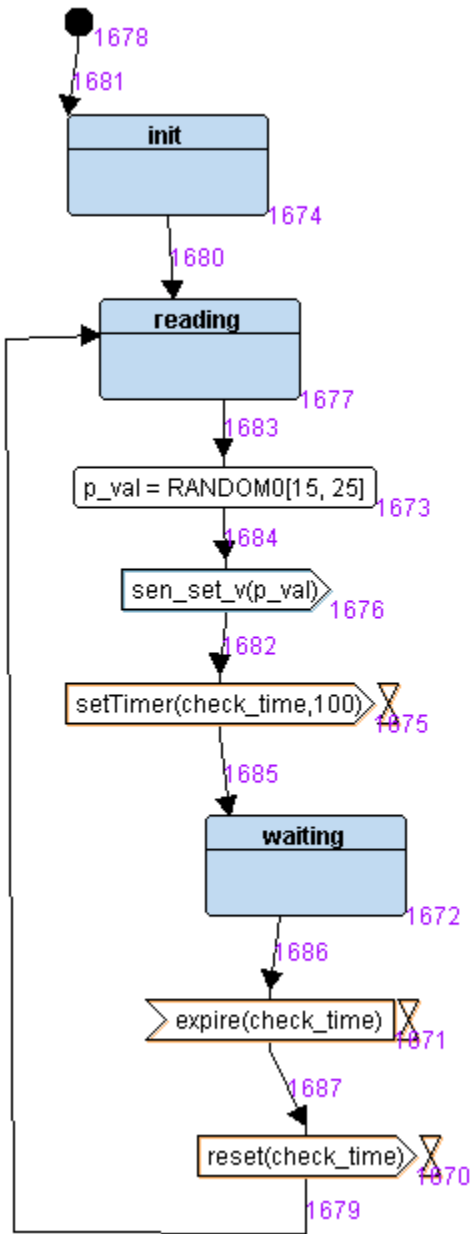 1678
1681
init
1674
1680
reading
1677
1683
p_val = RANDOM0[15, 25]
1673
1684
sen_set_v(p_val)
1676
1682
setTimer(check_time,100)
1675
1685
waiting
1672
1686
expire(check_time)
1671
1687
reset(check_time)
1670
1679